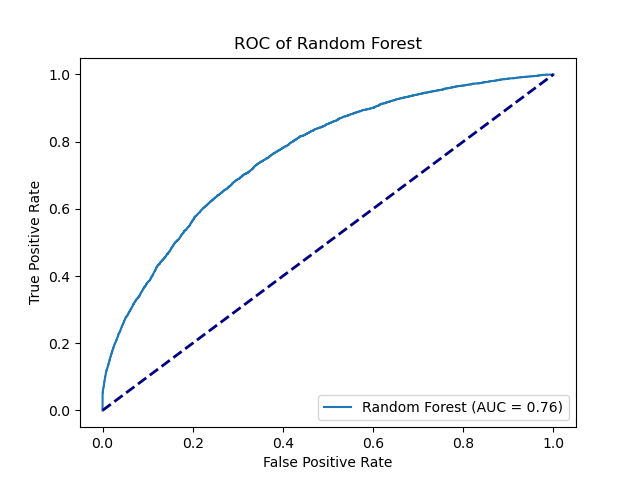 ROC of Random Forest
True Positive Rate
1.0
0.8
0.6
0.4
0.2
0.0
Random Forest (AUC = 0.76)
0.0 0.2 0.4 0.6 0.8 1.0
False Positive Rate